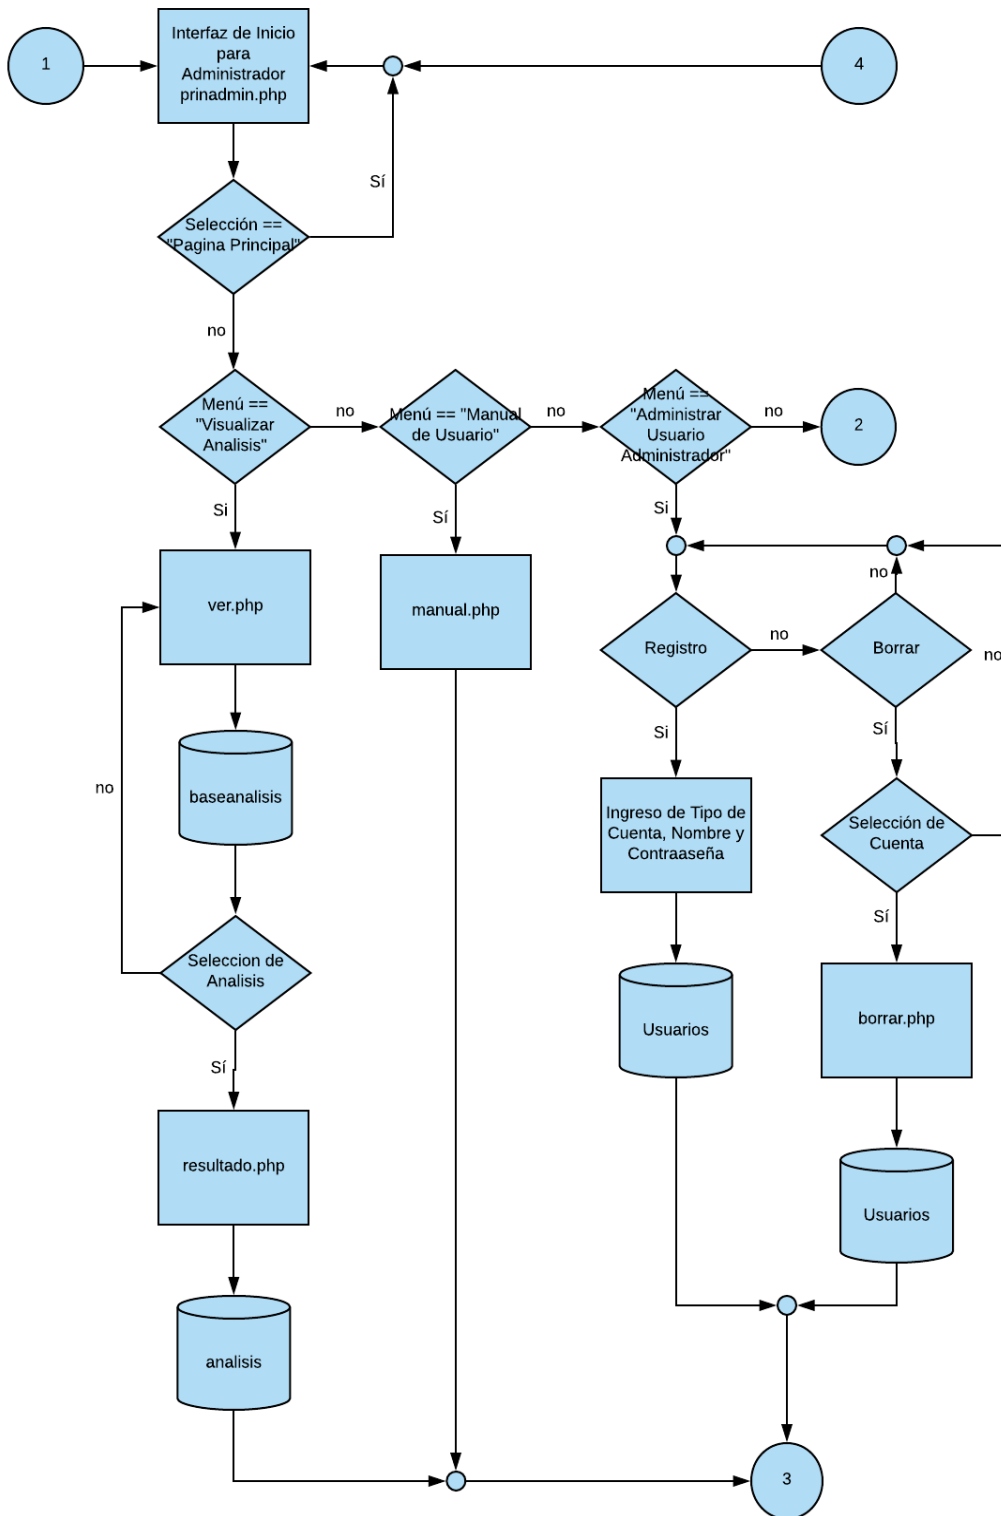 1
Interfaz de Inicio
para
Administrador
prinadmin.php
4
Sí
Selección ==
"Pagina Principal"
no
Menú ==
"Visualizar
Analisis"
no
Menú == "Manual
de Usuario"
no
Menú ==
"Administrar
Usuario
Administrador"
no
2
Si
Sí
Si
ver.php
manual.php
no
Registro
no
Borrar
no
Si
Sí
baseanalisis
no
Ingreso de Tipo de
Cuenta, Nombre y
Contraaseña
Selección de
Cuenta
Sí
Seleccion de
Analisis
Usuarios
borrar.php
Sí
resultado.php
Usuarios
analisis
3